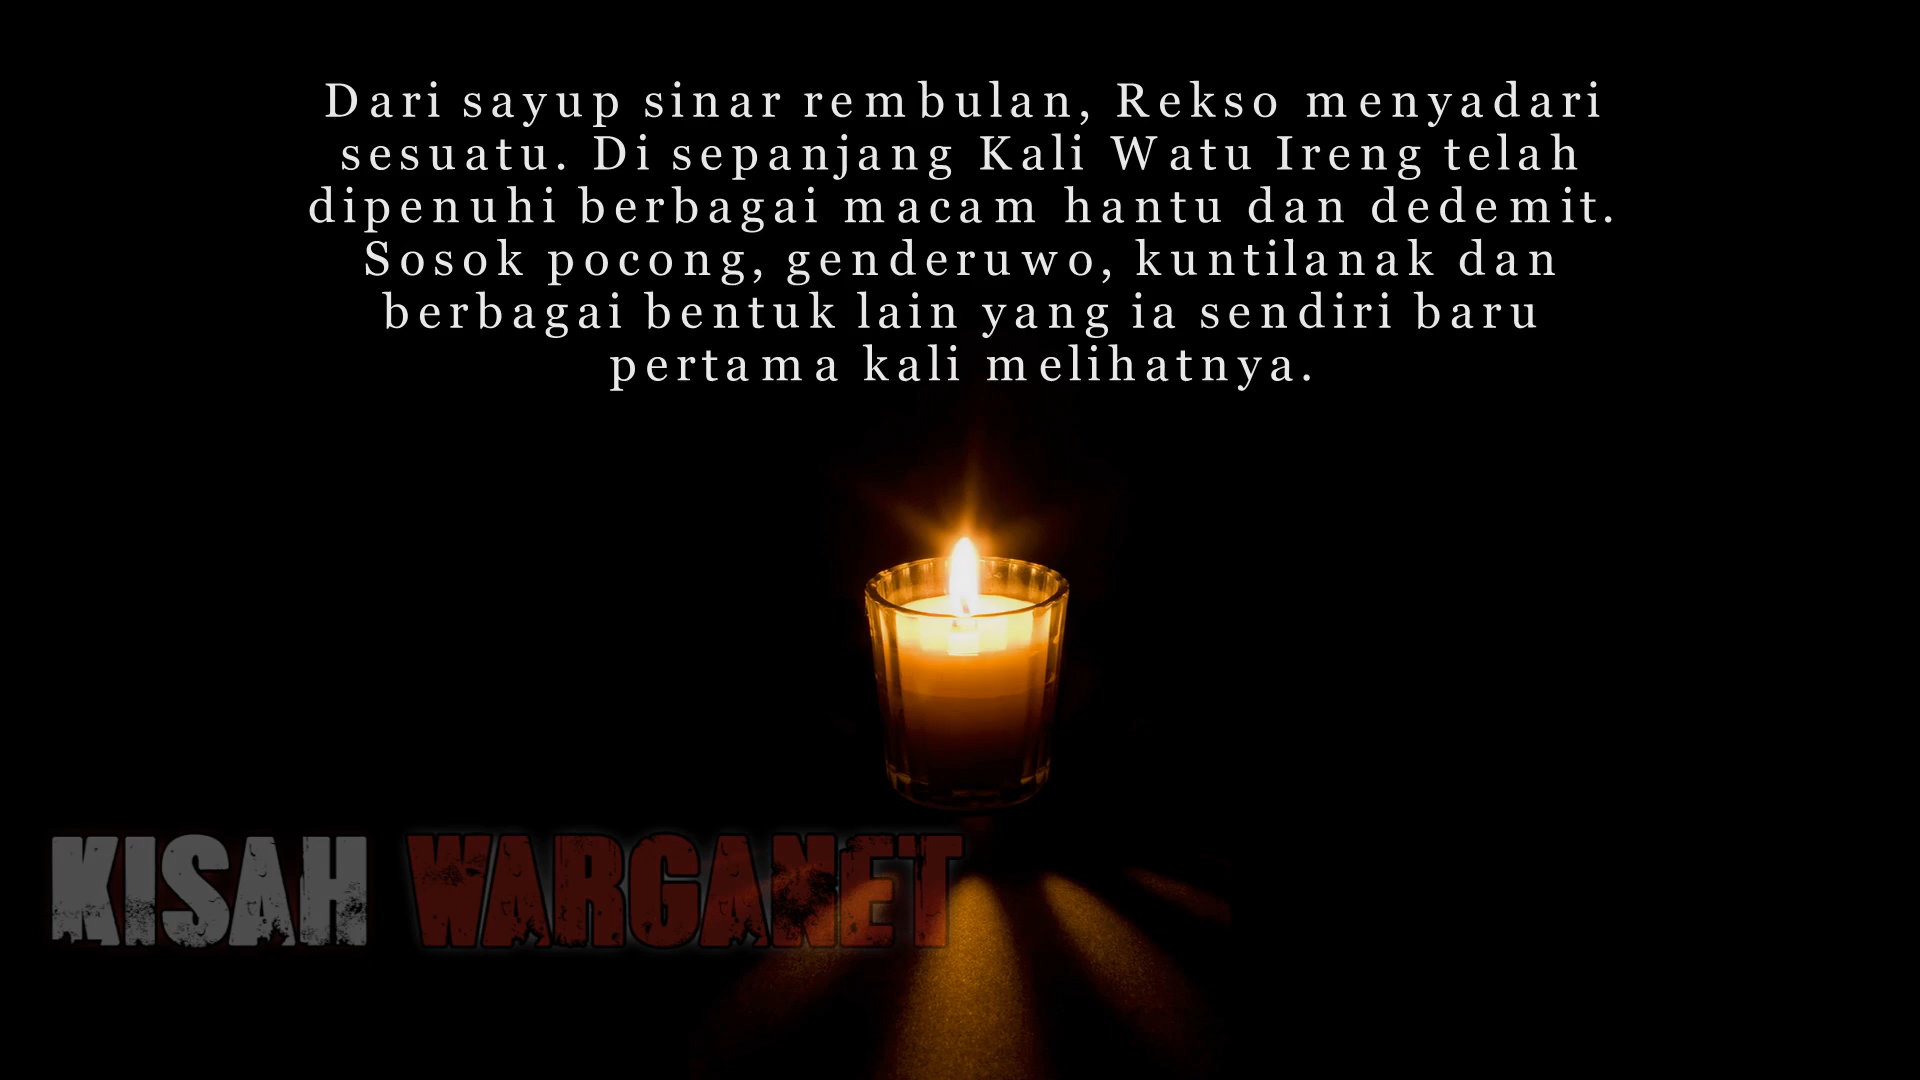 Dari sayup sinar rembulan, Rekso menyadari
sesuatu. Di sepanjang Kali Watu Ireng telah
dipenuhi berbagai macam hantu dan dedemit.
Sosok pocong, genderuwo, kuntilanak dan
berbagai bentuk lain yang ia sendiri baru
pertama kali melihatnya.
KISAH WARGANET